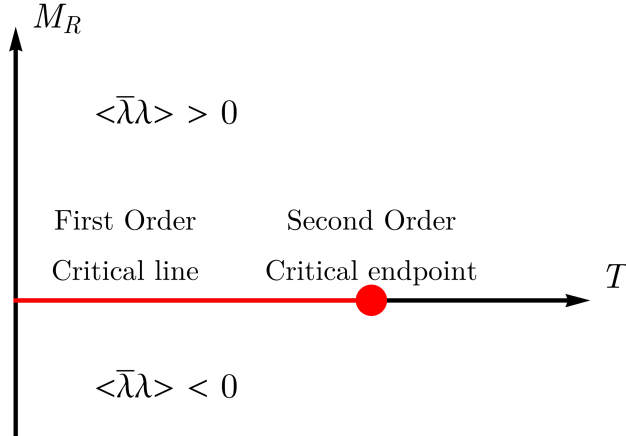 M_R
<λ̅λ> > 0
First Order
Second Order
Critical line
Critical endpoint
T
<λ̅λ> < 0